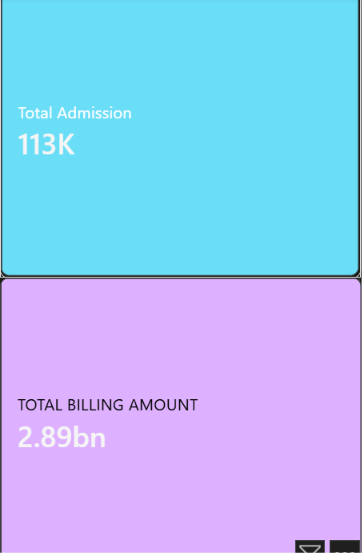 Total Admission
113K
TOTAL BILLING AMOUNT
2.89bn